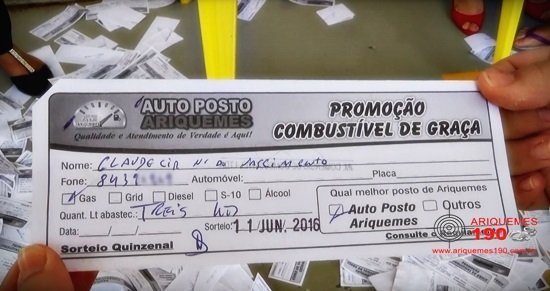 AUTO POSTO
ARIQUEMES
Qualidade e Atendimento de Verdade é Aqui!
PROMOÇÃO
COMBUSTÍVEL DE GRAÇA
Nome: CLAUDECIR N. do NASCIMENTO
Fone: 8431 Automóvel: Placa
Gas Grid Diesel S-10 Álcool
Quant. Lt abastec.:
Data: / / Sorteio: 11 JUN. 2016
Sorteio Quinzenal
Qual melhor posto de Ariquemes
Auto Posto Ariquemes Outros
Consulte o
ARIQUEMES
190
www.ariquemes190.com